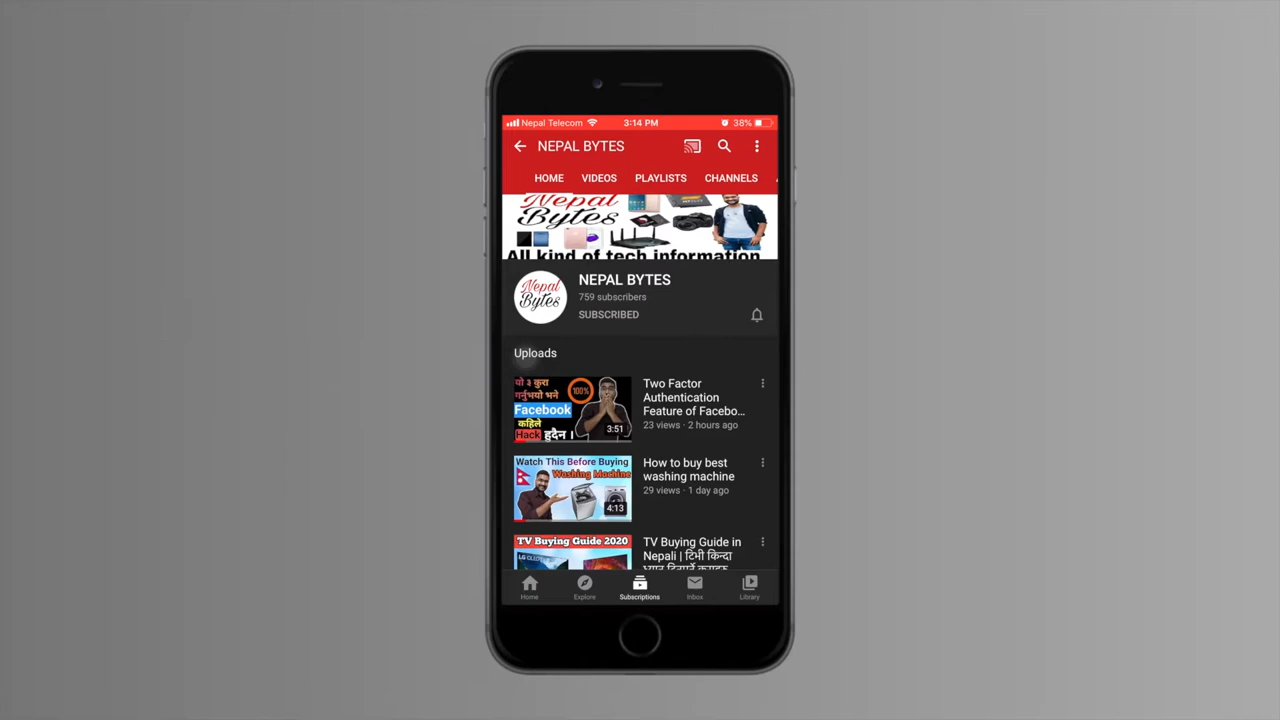 Nepal Telecom 3:14 PM 38%
NEPAL BYTES
HOME VIDEOS PLAYLISTS CHANNELS
Nepal
Bytes
All kind of tech information
Nepal
Bytes
NEPAL BYTES
759 subscribers
SUBSCRIBED
Uploads
यो ३ कुरा
गर्नुभयो भने
100%
Facebook
कहिले
Hack हुदैन ।
3:51
Two Factor
Authentication
Feature of Facebo...
23 views · 2 hours ago
Watch This Before Buying
Washing Machine
4:13
How to buy best
washing machine
29 views · 1 day ago
TV Buying Guide 2020
LG OLED
TV Buying Guide in
Nepali | टिभी किन्दा
Home Explore Subscriptions Inbox Library